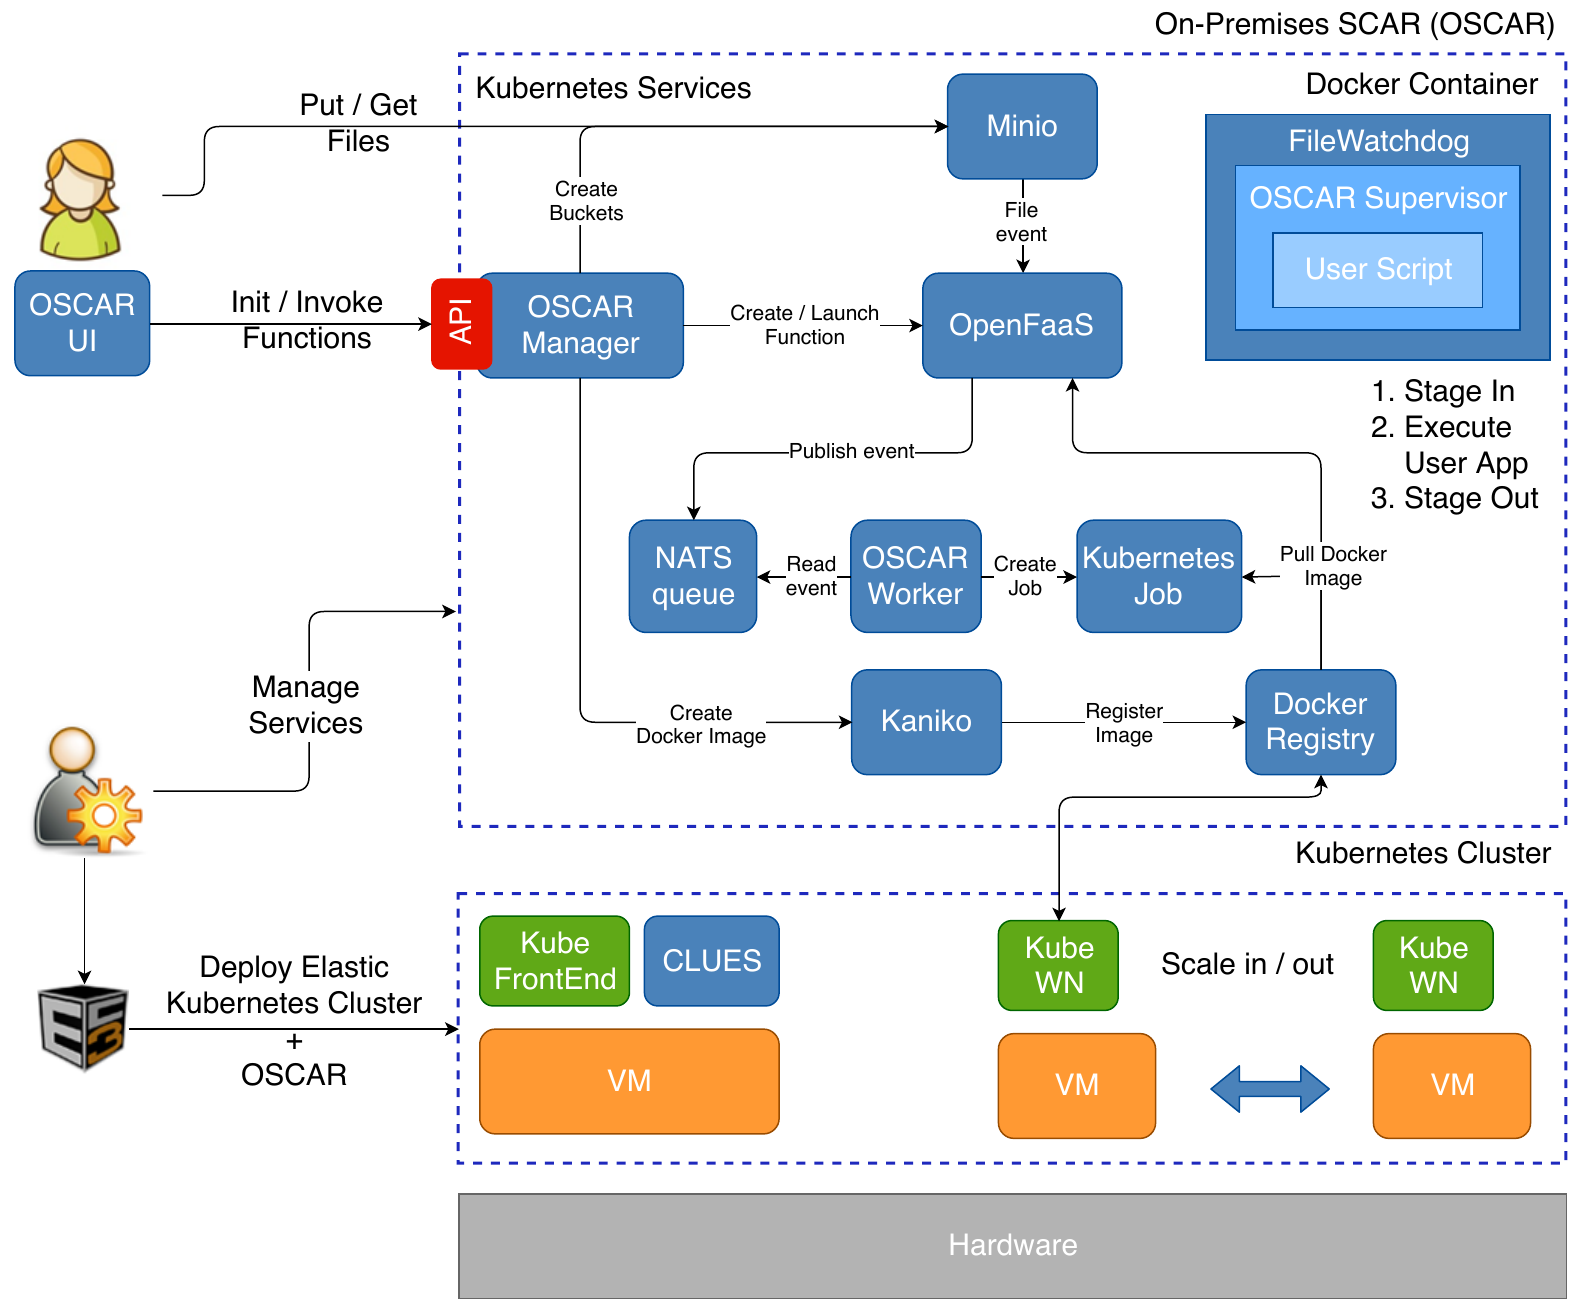 On-Premises SCAR (OSCAR)
Kubernetes Services
Docker Container
Put / Get
Files
Minio
FileWatchdog
OSCAR Supervisor
User Script
Create
Buckets
File
event
OSCAR
UI
Init / Invoke
Functions
API
OSCAR
Manager
Create / Launch
Function
OpenFaaS
1. Stage In
2. Execute
User App
3. Stage Out
Publish event
NATS
queue
Read
event
OSCAR
Worker
Create
Job
Kubernetes
Job
Pull Docker
Image
Manage
Services
Create
Docker Image
Kaniko
Register
Image
Docker
Registry
Kubernetes Cluster
Kube
FrontEnd
CLUES
Kube
WN
Scale in / out
Kube
WN
EC3
Deploy Elastic
Kubernetes Cluster
+
OSCAR
VM
VM
VM
Hardware